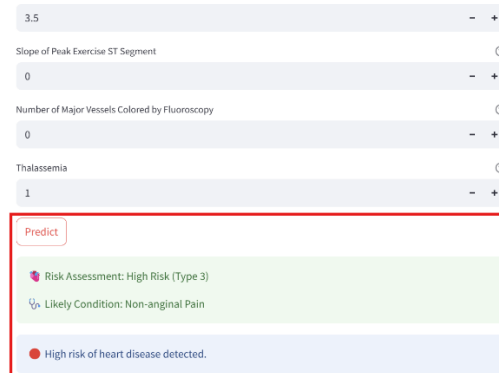 3.5
- +
Slope of Peak Exercise ST Segment
0
- +
Number of Major Vessels Colored by Fluoroscopy
0
- +
Thalassemia
1
- +
Predict
Risk Assessment: High Risk (Type 3)
Likely Condition: Non-anginal Pain
High risk of heart disease detected.